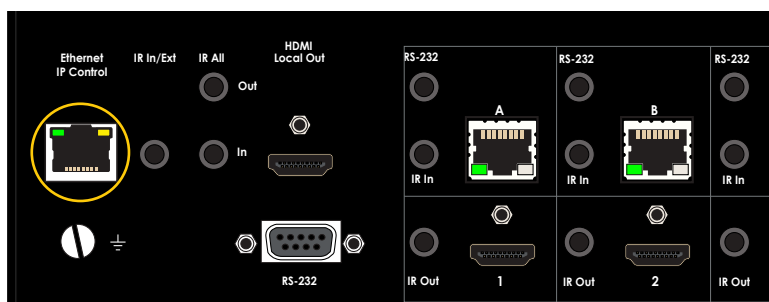 Ethernet
IP Control
IR In/Ext
IR All
HDMI
Local Out
Out
In
RS-232
RS-232
A
IR In
IR Out
1
RS-232
B
IR In
IR Out
2
RS-232
IR In
IR Out